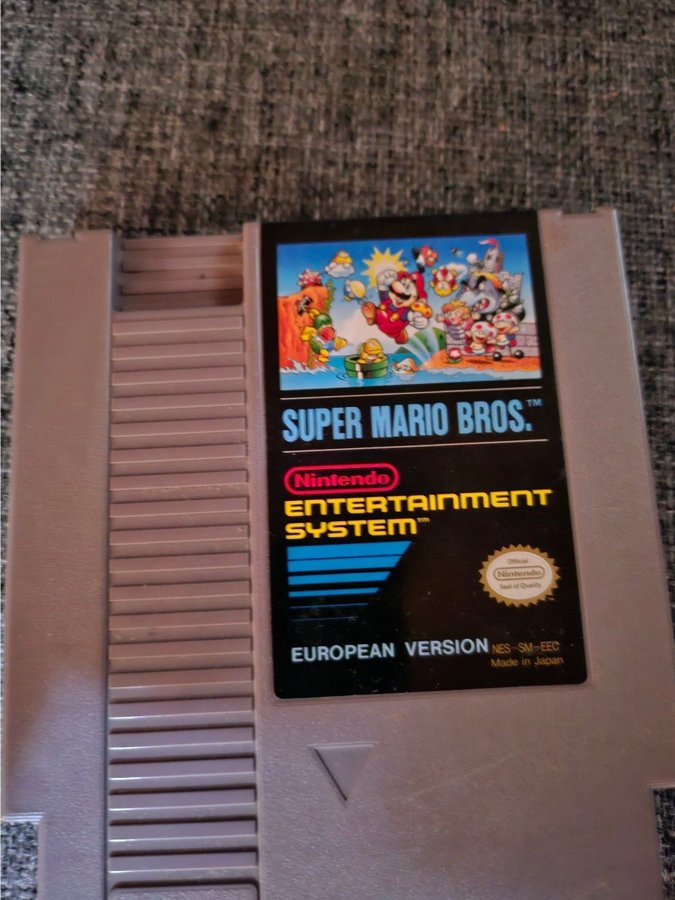 SUPER MARIO BROS.™
Nintendo
ENTERTAINMENT
SYSTEM™
Official
Nintendo
Seal of Quality
EUROPEAN VERSION NES-SM-EEC
Made in Japan